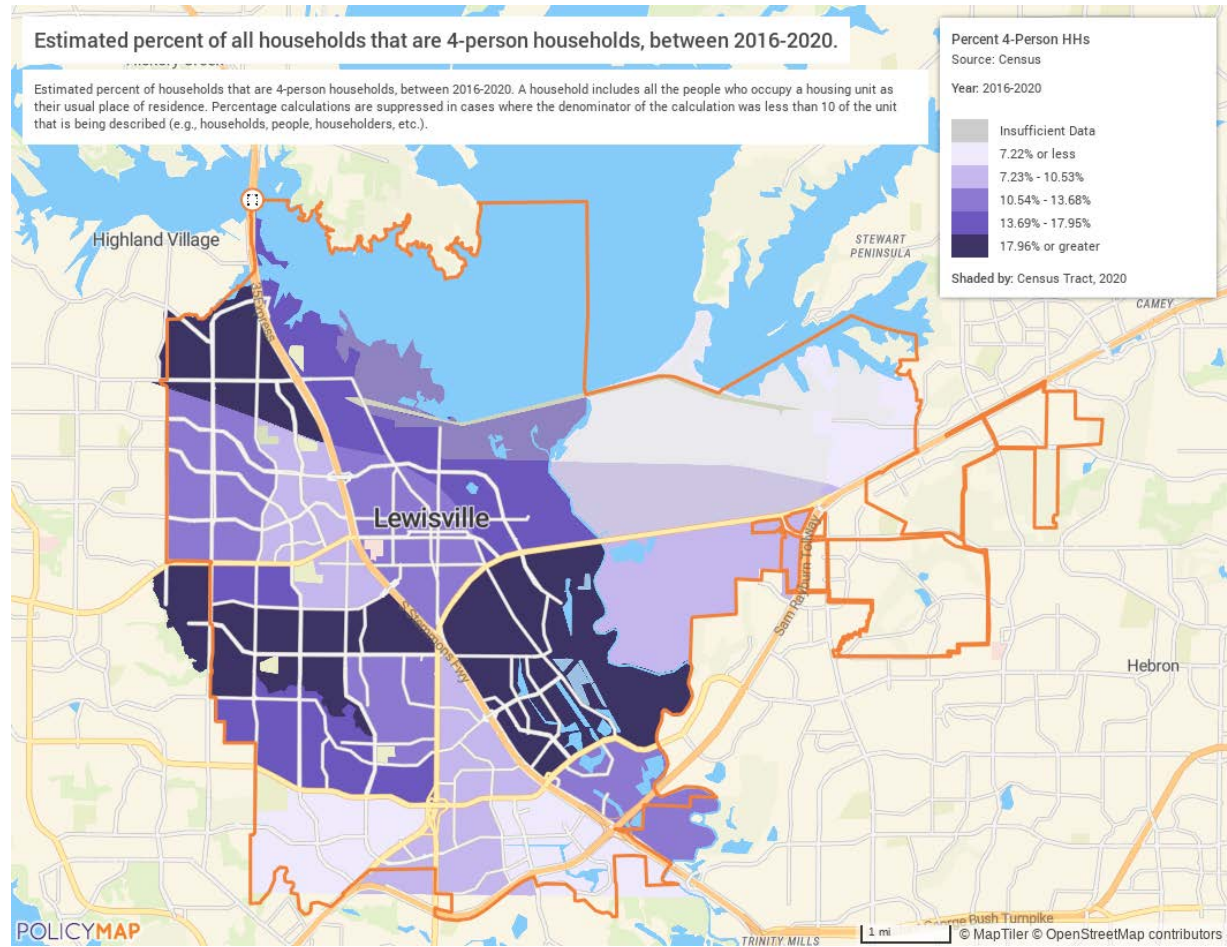 Estimated percent of all households that are 4-person households, between 2016-2020.
Estimated percent of households that are 4-person households, between 2016-2020. A household includes all the people who occupy a housing unit as
their usual place of residence. Percentage calculations are suppressed in cases where the denominator of the calculation was less than 10 of the unit
that is being described (e.g., households, people, householders, etc.).
Percent 4-Person HHs
Source: Census
Year: 2016-2020
Insufficient Data
7.22% or less
7.23% - 10.53%
10.54% - 13.68%
13.69% - 17.95%
17.96% or greater
Shaded by: Census Tract, 2020
Highland Village
STEWART
PENINSULA
CAMEY
35 Express
Lewisville
S Stemmons Fwy
Sam Rayburn Tollway
Hebron
POLICYMAP
TRINITY MILLS
George Bush Turnpike
1 mi
© MapTiler © OpenStreetMap contributors